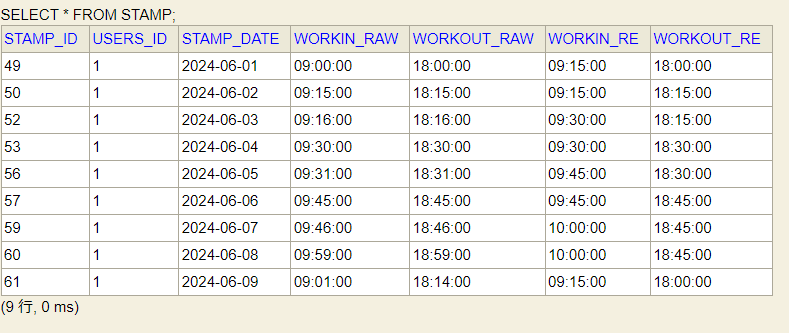 SELECT * FROM STAMP;
STAMP_ID USERS_ID STAMP_DATE WORKIN_RAW WORKOUT_RAW WORKIN_RE WORKOUT_RE
49 1 2024-06-01 09:00:00 18:00:00 09:15:00 18:00:00
50 1 2024-06-02 09:15:00 18:15:00 09:15:00 18:15:00
52 1 2024-06-03 09:16:00 18:16:00 09:30:00 18:15:00
53 1 2024-06-04 09:30:00 18:30:00 09:30:00 18:30:00
56 1 2024-06-05 09:31:00 18:31:00 09:45:00 18:30:00
57 1 2024-06-06 09:45:00 18:45:00 09:45:00 18:45:00
59 1 2024-06-07 09:46:00 18:46:00 10:00:00 18:45:00
60 1 2024-06-08 09:59:00 18:59:00 10:00:00 18:45:00
61 1 2024-06-09 09:01:00 18:14:00 09:15:00 18:00:00
(9 行, 0 ms)